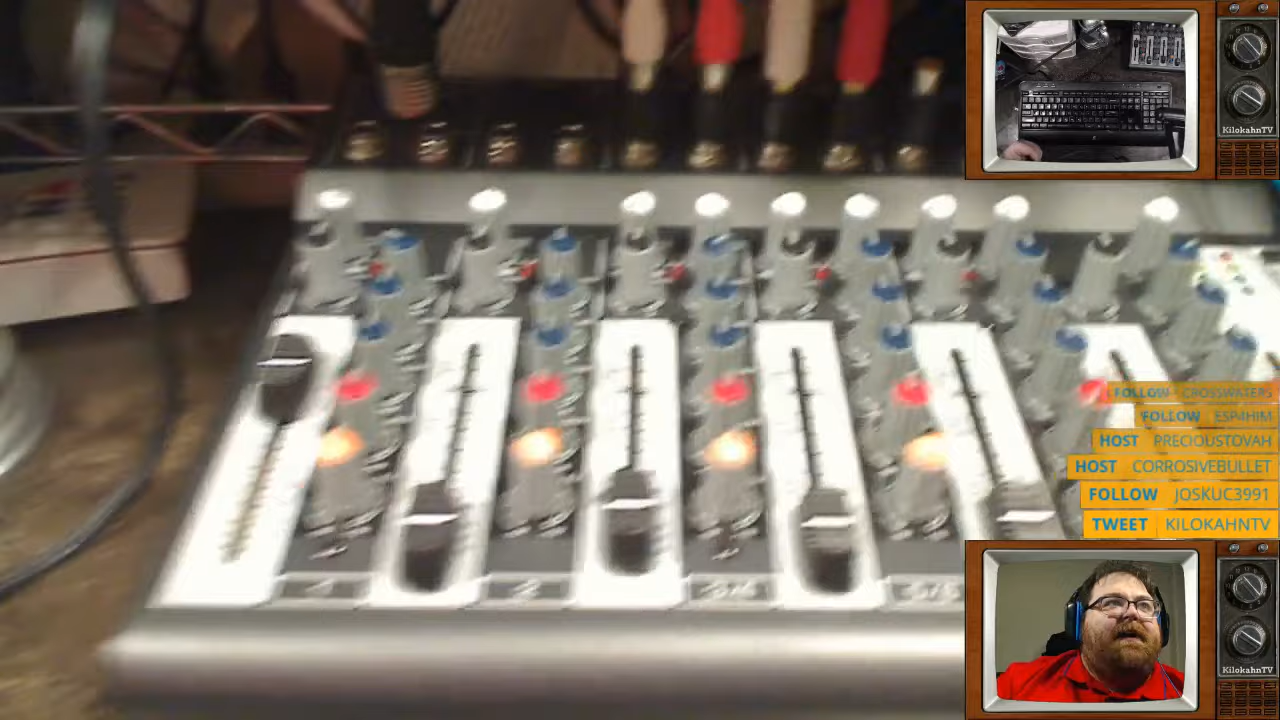 KilokahnTV
FOLLOW CROSSWATERS
FOLLOW ESP4HIM
HOST PRECIOUSTOVAH
HOST CORROSIVEBULLET
FOLLOW JOSKUC3991
TWEET KILOKAHNTV
KilokahnTV